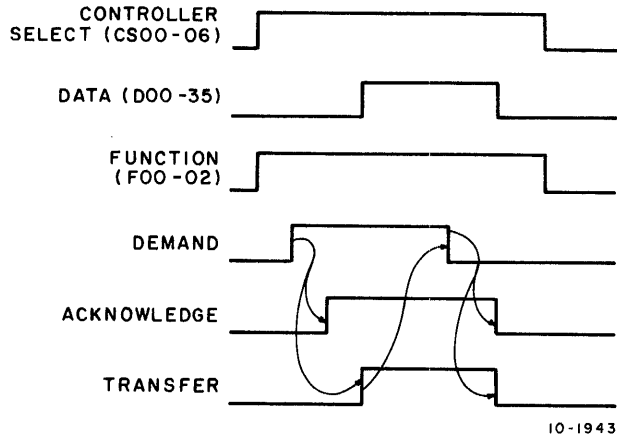 CONTROLLER
SELECT (CS00-06)
DATA (D00-35)
FUNCTION
(F00-02)
DEMAND
ACKNOWLEDGE
TRANSFER
10-1943